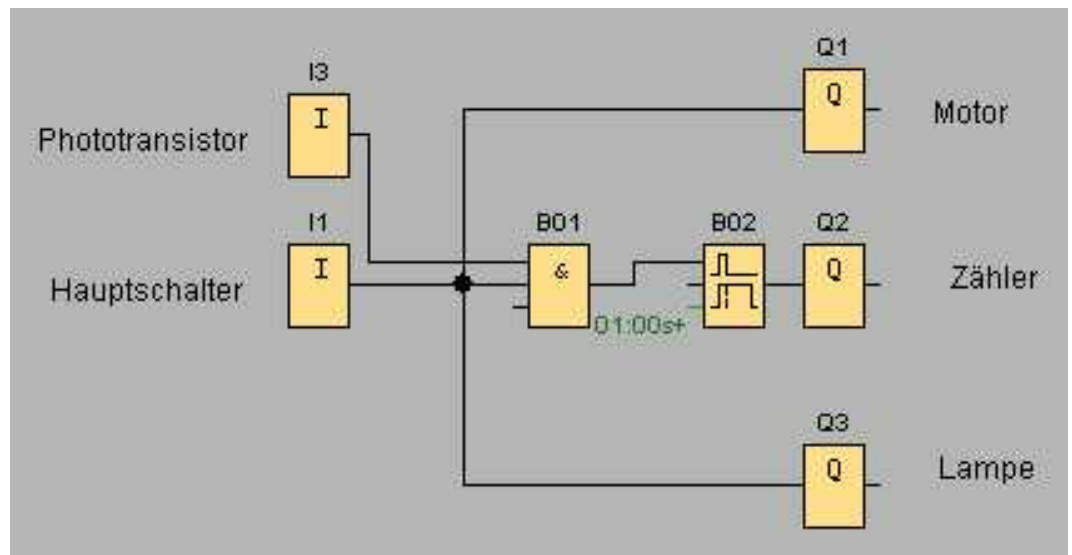 Q1
I3
Q
Motor
I
Phototransistor
I1
B01
B02
Q2
I
&
Q
Zähler
Hauptschalter
01:00s+
Q3
Q
Lampe